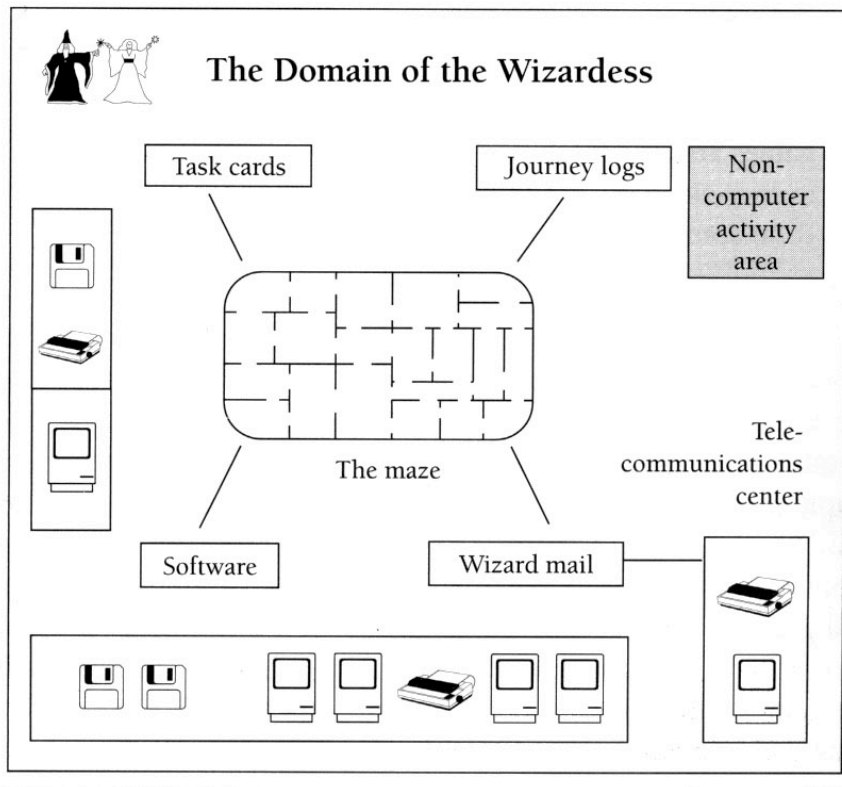 The Domain of the Wizardess
Task cards
Journey logs
Non-
computer
activity
area
The maze
Tele-
communications
center
Software
Wizard mail